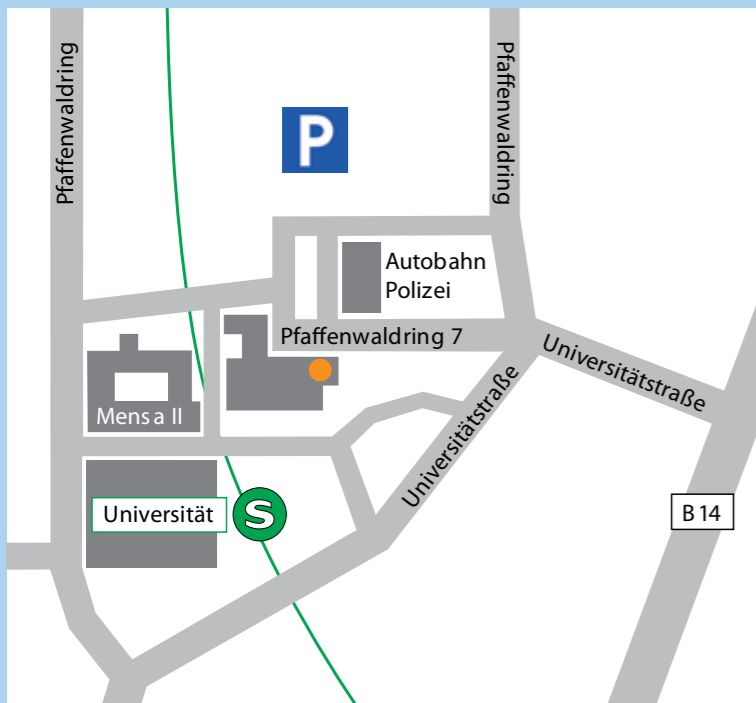 Pfaffenwaldring
Pfaffenwaldring
P
Autobahn
Polizei
Pfaffenwaldring 7
Universitätstraße
Universitätstraße
Mensa II
Universität
S
B 14